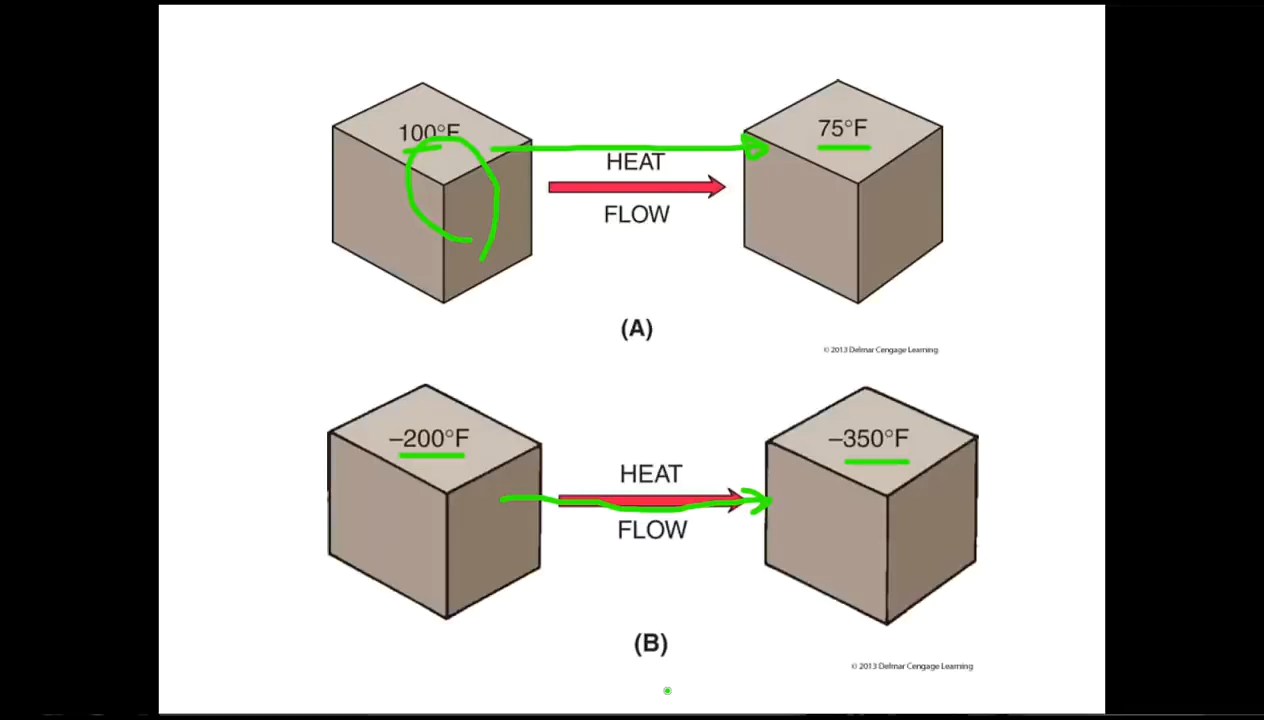 100°F
75°F
HEAT
FLOW
(A)
© 2013 Delmar Cengage Learning
–200°F
–350°F
HEAT
FLOW
(B)
© 2013 Delmar Cengage Learning